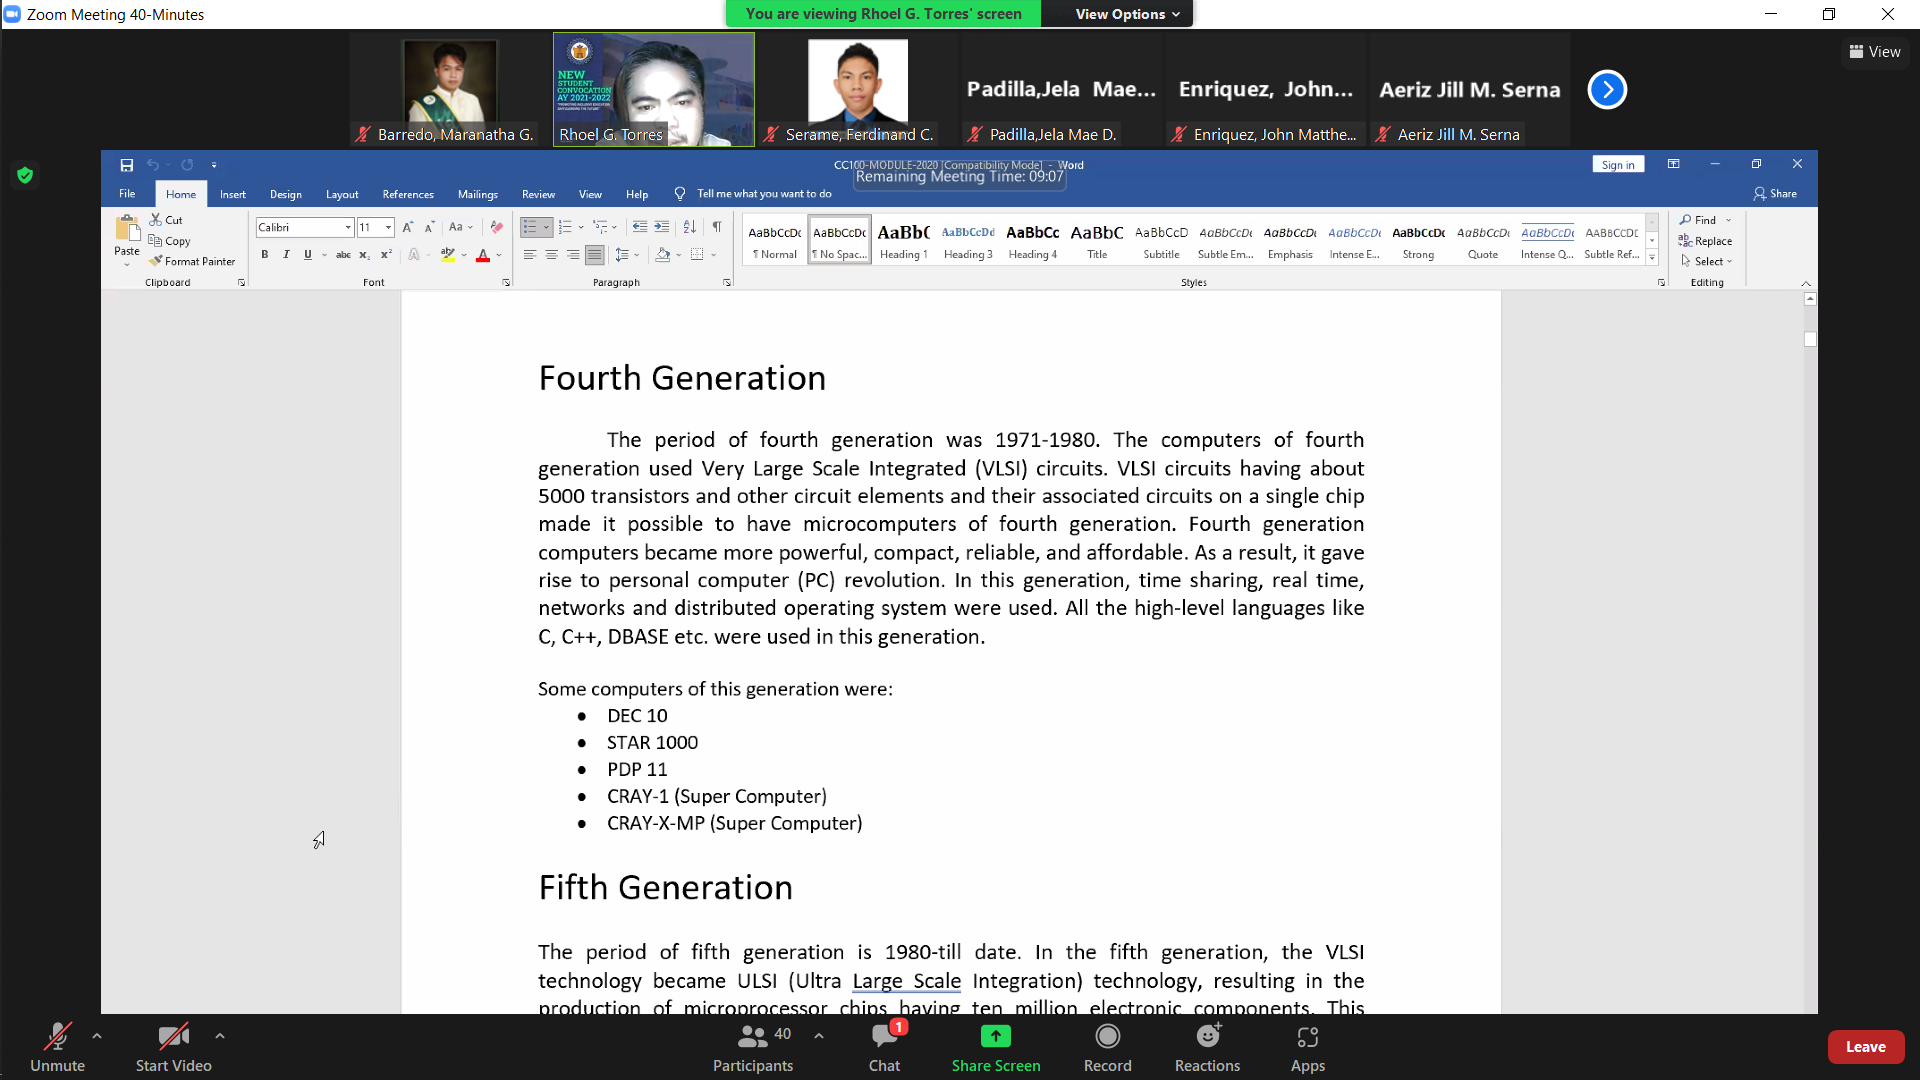 Zoom Meeting 40-Minutes
You are viewing Rhoel G. Torres' screen
View Options
View
NEW
STUDENT
CONVOCATION
AY 2021-2022
Padilla,Jela Mae...
Enriquez, John...
Aeriz Jill M. Serna
Barredo, Maranatha G.
Rhoel G. Torres
Serame, Ferdinand C.
Padilla,Jela Mae D.
Enriquez, John Matthe...
Aeriz Jill M. Serna
CC100-MODULE-2020 [Compatibility Mode] - Word
Remaining Meeting Time: 09:07
Sign in
File Home Insert Design Layout References Mailings Review View Help Tell me what you want to do
Share
Paste
Cut
Copy
Format Painter
Clipboard
Calibri 11
Aa
B I U abc x₂ x² A A
Font
Paragraph
AaBbCcDc AaBbCcDc AaBbC AaBbCcDd AaBbCc AaBbC AaBbCcD AaBbCcDc AaBbCcDc AaBbCcDc AaBbCcDc AaBbCcDc AaBbCcDc AABBCCDC
¶ Normal ¶ No Spac... Heading 1 Heading 3 Heading 4 Title Subtitle Subtle Em... Emphasis Intense E... Strong Quote Intense Q... Subtle Ref...
Styles
Find
Replace
Select
Editing
Fourth Generation
The period of fourth generation was 1971-1980. The computers of fourth
generation used Very Large Scale Integrated (VLSI) circuits. VLSI circuits having about
5000 transistors and other circuit elements and their associated circuits on a single chip
made it possible to have microcomputers of fourth generation. Fourth generation
computers became more powerful, compact, reliable, and affordable. As a result, it gave
rise to personal computer (PC) revolution. In this generation, time sharing, real time,
networks and distributed operating system were used. All the high-level languages like
C, C++, DBASE etc. were used in this generation.
Some computers of this generation were:
• DEC 10
• STAR 1000
• PDP 11
• CRAY-1 (Super Computer)
• CRAY-X-MP (Super Computer)
Fifth Generation
The period of fifth generation is 1980-till date. In the fifth generation, the VLSI
technology became ULSI (Ultra Large Scale Integration) technology, resulting in the
production of microprocessor chips having ten million electronic components. This
Unmute
Start Video
40
Participants
1
Chat
Share Screen
Record
Reactions
Apps
Leave